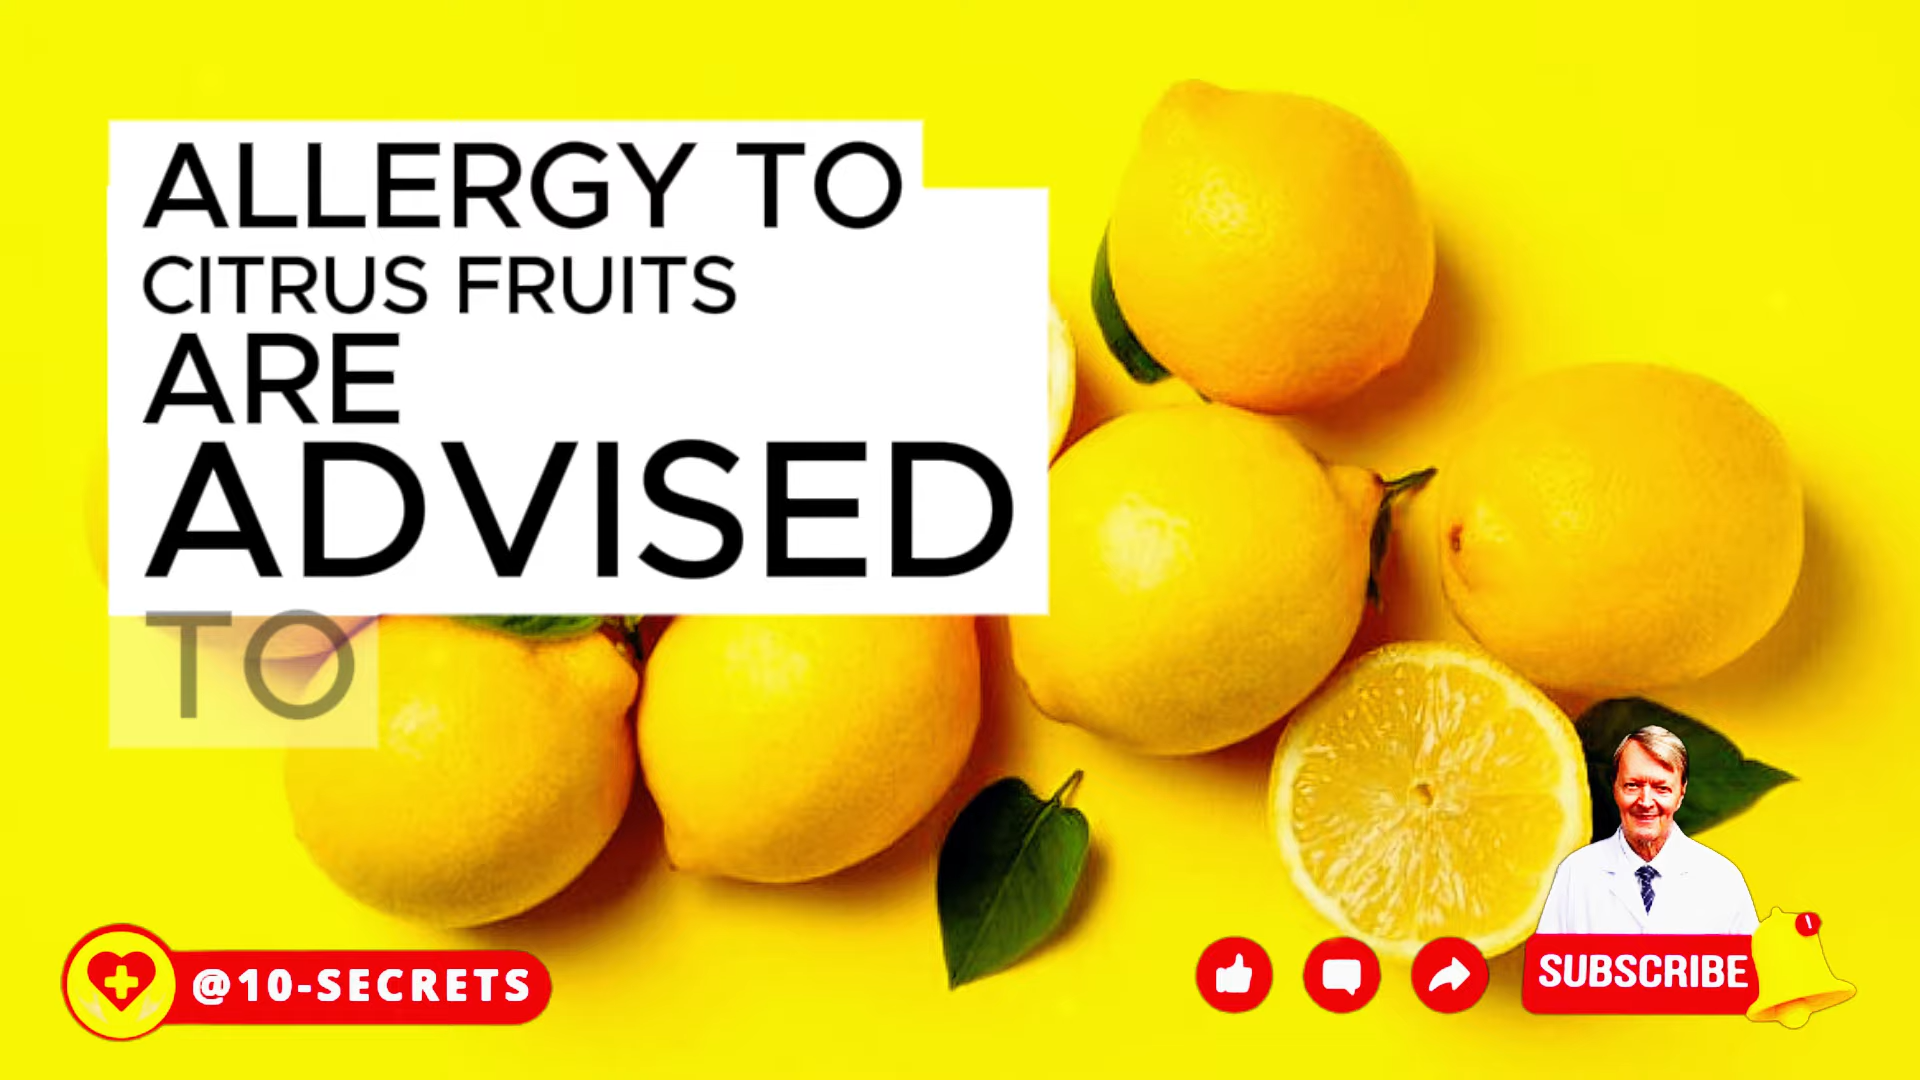 ALLERGY TO
CITRUS FRUITS
ARE
ADVISED
TO
@10-SECRETS
SUBSCRIBE